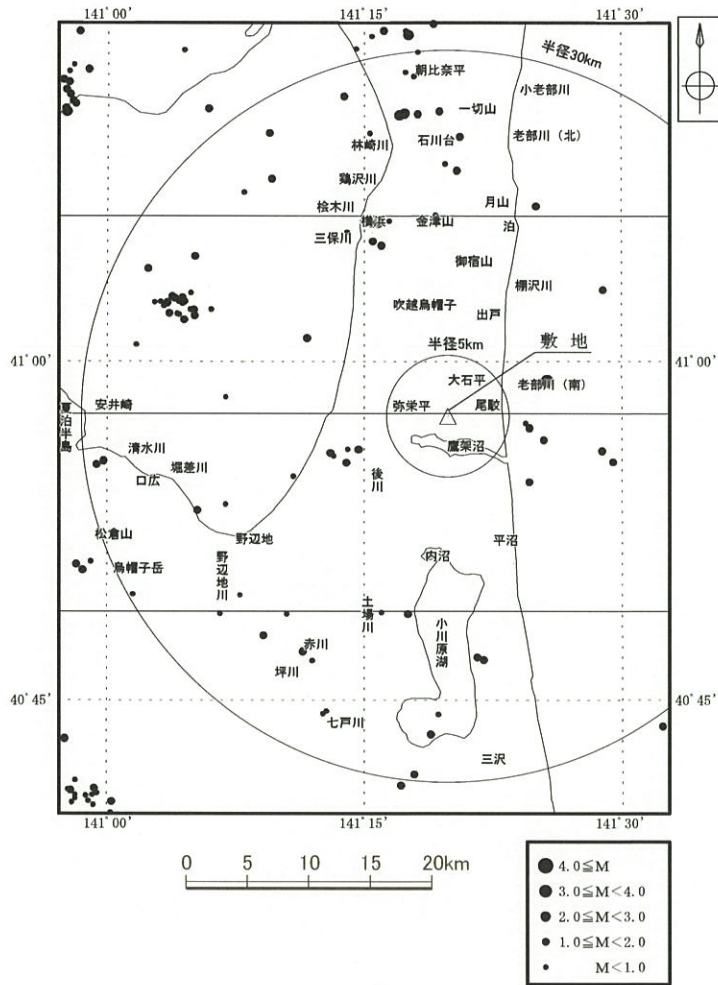 141°00′
141°15′
141°30′
半径30km
朝比奈平
小老部川
一切山
林崎川
石川台
老部川(北)
鶏沢川
桧木川
月山
横浜
金津山
泊
三保川
御宿山
棚沢川
吹越烏帽子
出戸
41°00′
41°00′
半径5km
敷 地
大石平
老部川(南)
安井崎
弥栄平
尾駮
夏泊半島
清水川
鷹架沼
堀差川
後川
口広
松倉山
野辺地
平沼
烏帽子岳
野辺地川
内沼
土場川
小川原湖
赤川
坪川
40°45′
40°45′
七戸川
三沢
141°00′
141°15′
141°30′
0 5 10 15 20km
4.0≦M
3.0≦M<4.0
2.0≦M<3.0
1.0≦M<2.0
M<1.0